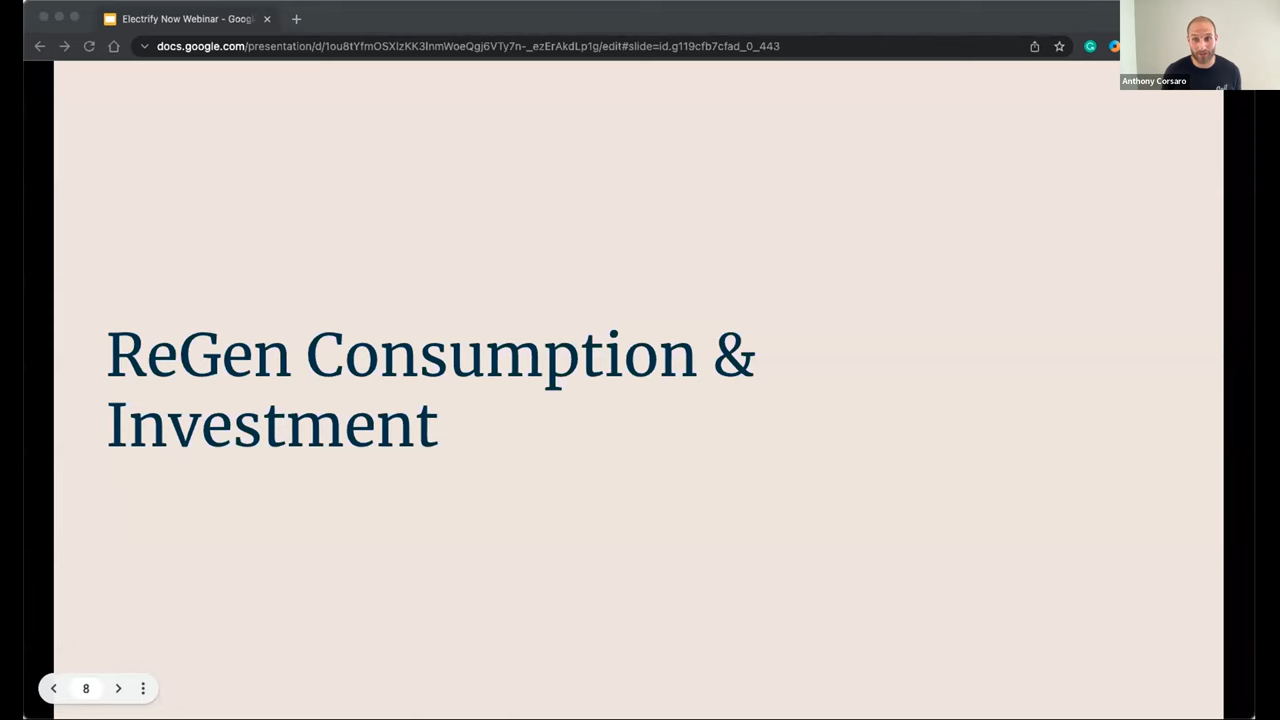 Electrify Now Webinar - Goog
docs.google.com/presentation/d/1ou8tYfmOSXlzKK3lnmWoeQgj6VTy7n-_ezErAkdLp1g/edit#slide=id.g119cfb7cfad_0_443
Anthony Corsaro
ReGen Consumption &
Investment
8